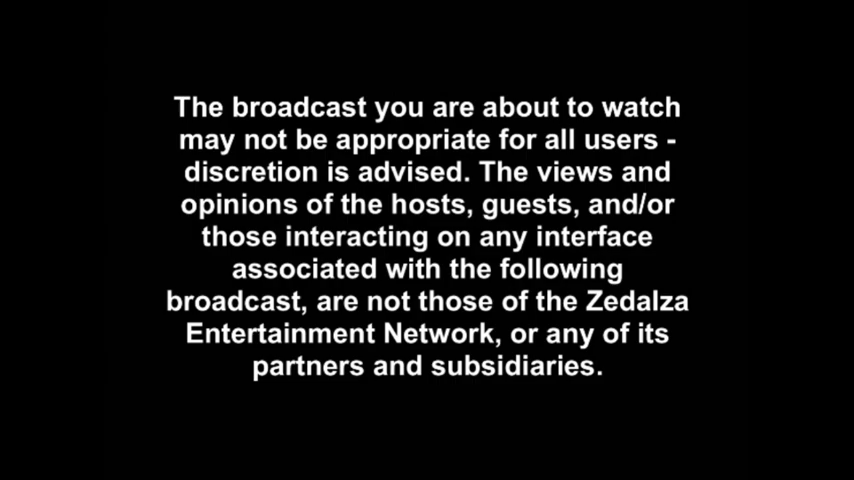 The broadcast you are about to watch
may not be appropriate for all users -
discretion is advised. The views and
opinions of the hosts, guests, and/or
those interacting on any interface
associated with the following
broadcast, are not those of the Zedalza
Entertainment Network, or any of its
partners and subsidiaries.